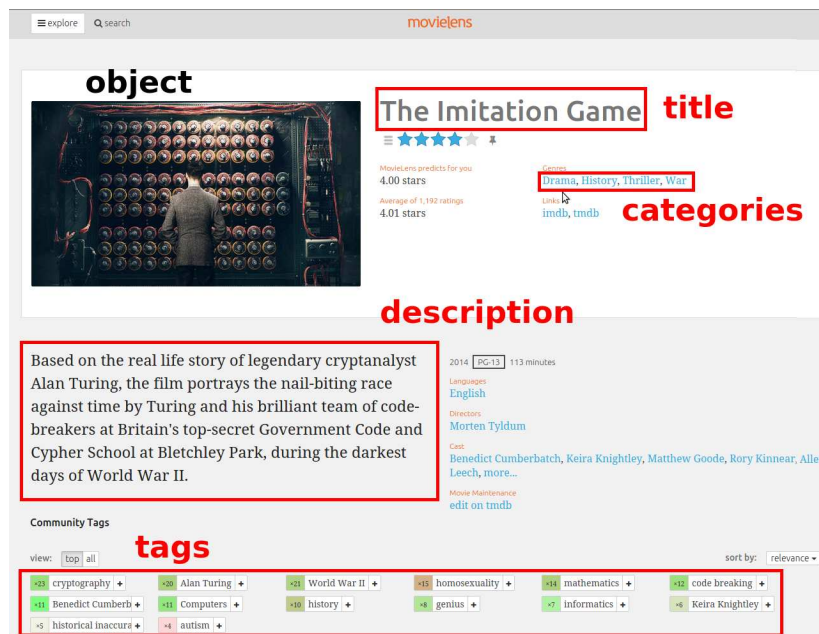 explore search movielens
object
The Imitation Game title
MovieLens predicts for you
4.00 stars
Genres
Drama, History, Thriller, War
Average of 1,192 ratings
4.01 stars
Links
imdb, tmdb
categories
description
Based on the real life story of legendary cryptanalyst
Alan Turing, the film portrays the nail-biting race
against time by Turing and his brilliant team of code-
breakers at Britain's top-secret Government Code and
Cypher School at Bletchley Park, during the darkest
days of World War II.
2014 PG-13 113 minutes
Languages
English
Directors
Morten Tyldum
Cast
Benedict Cumberbatch, Keira Knightley, Matthew Goode, Rory Kinnear, Alle
Leech, more...
Movie Maintenance
edit on tmdb
Community Tags
tags
view: top all sort by: relevance
×23 cryptography + ×20 Alan Turing + ×21 World War II + ×15 homosexuality + ×14 mathematics + ×12 code breaking +
×11 Benedict Cumberb + ×11 Computers + ×10 history + ×8 genius + ×7 informatics + ×6 Keira Knightley +
×5 historical inaccura + ×4 autism +